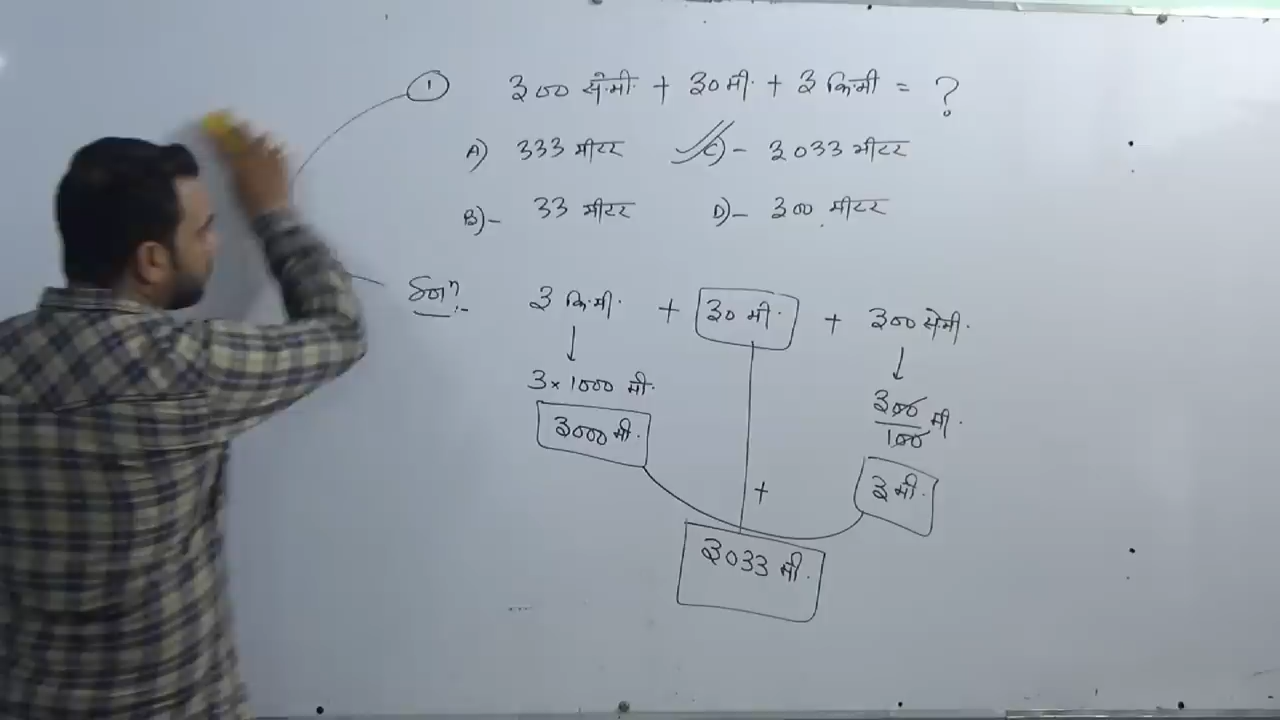 1 300 से.मी. + 30 मी. + 3 कि.मी = ?
A) 333 मीटर C)- 3033 मीटर
B)- 33 मीटर D)- 300 मीटर
3 कि.मी. + 30 मी. + 300 सेमी.
3 × 1000 मी. 300/100 मी.
3000 मी. 3 मी.
+
3033 मी.